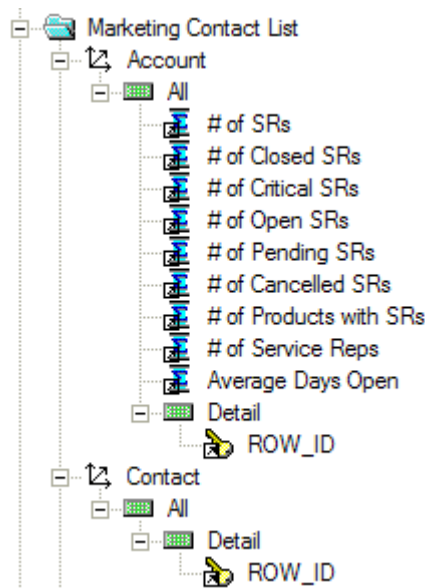 Marketing Contact List
Account
All
# of SRs
# of Closed SRs
# of Critical SRs
# of Open SRs
# of Pending SRs
# of Cancelled SRs
# of Products with SRs
# of Service Reps
Average Days Open
Detail
ROW_ID
Contact
All
Detail
ROW_ID